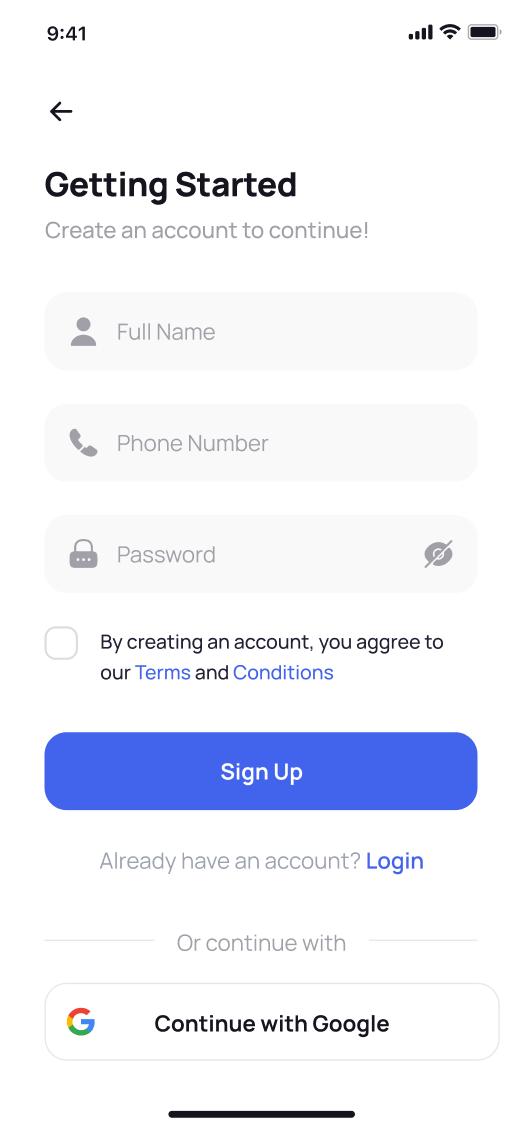 9:41
Getting Started
Create an account to continue!
Full Name
Phone Number
Password
By creating an account, you aggree to
our Terms and Conditions
Sign Up
Already have an account? Login
Or continue with
Continue with Google